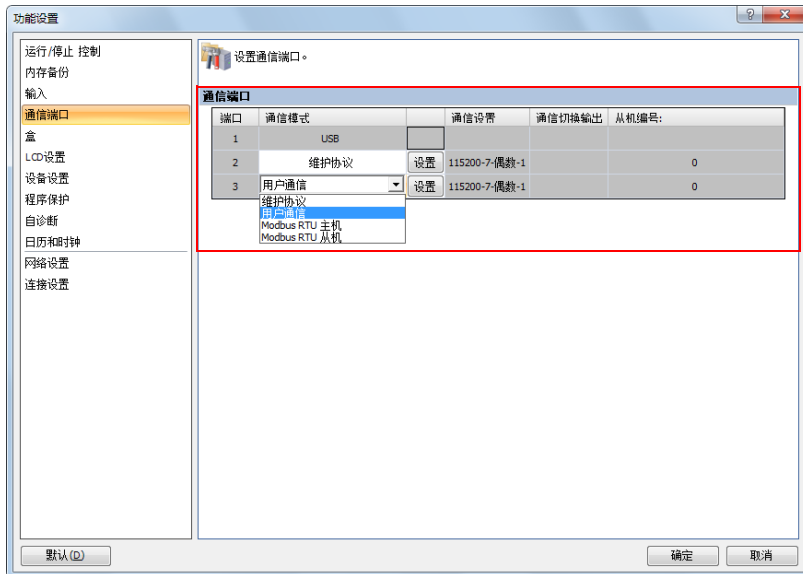 功能设置
运行/停止 控制
内存备份
输入
通信端口
盒
LCD设置
设备设置
程序保护
自诊断
日历和时钟
网络设置
连接设置
设置通信端口。
通信端口
端口 通信模式 通信设置 通信切换输出 从机编号:
1 USB
2 维护协议 设置 115200-7-偶数-1 0
3 用户通信 设置 115200-7-偶数-1 0
维护协议
用户通信
Modbus RTU 主机
Modbus RTU 从机
默认(D) 确定 取消